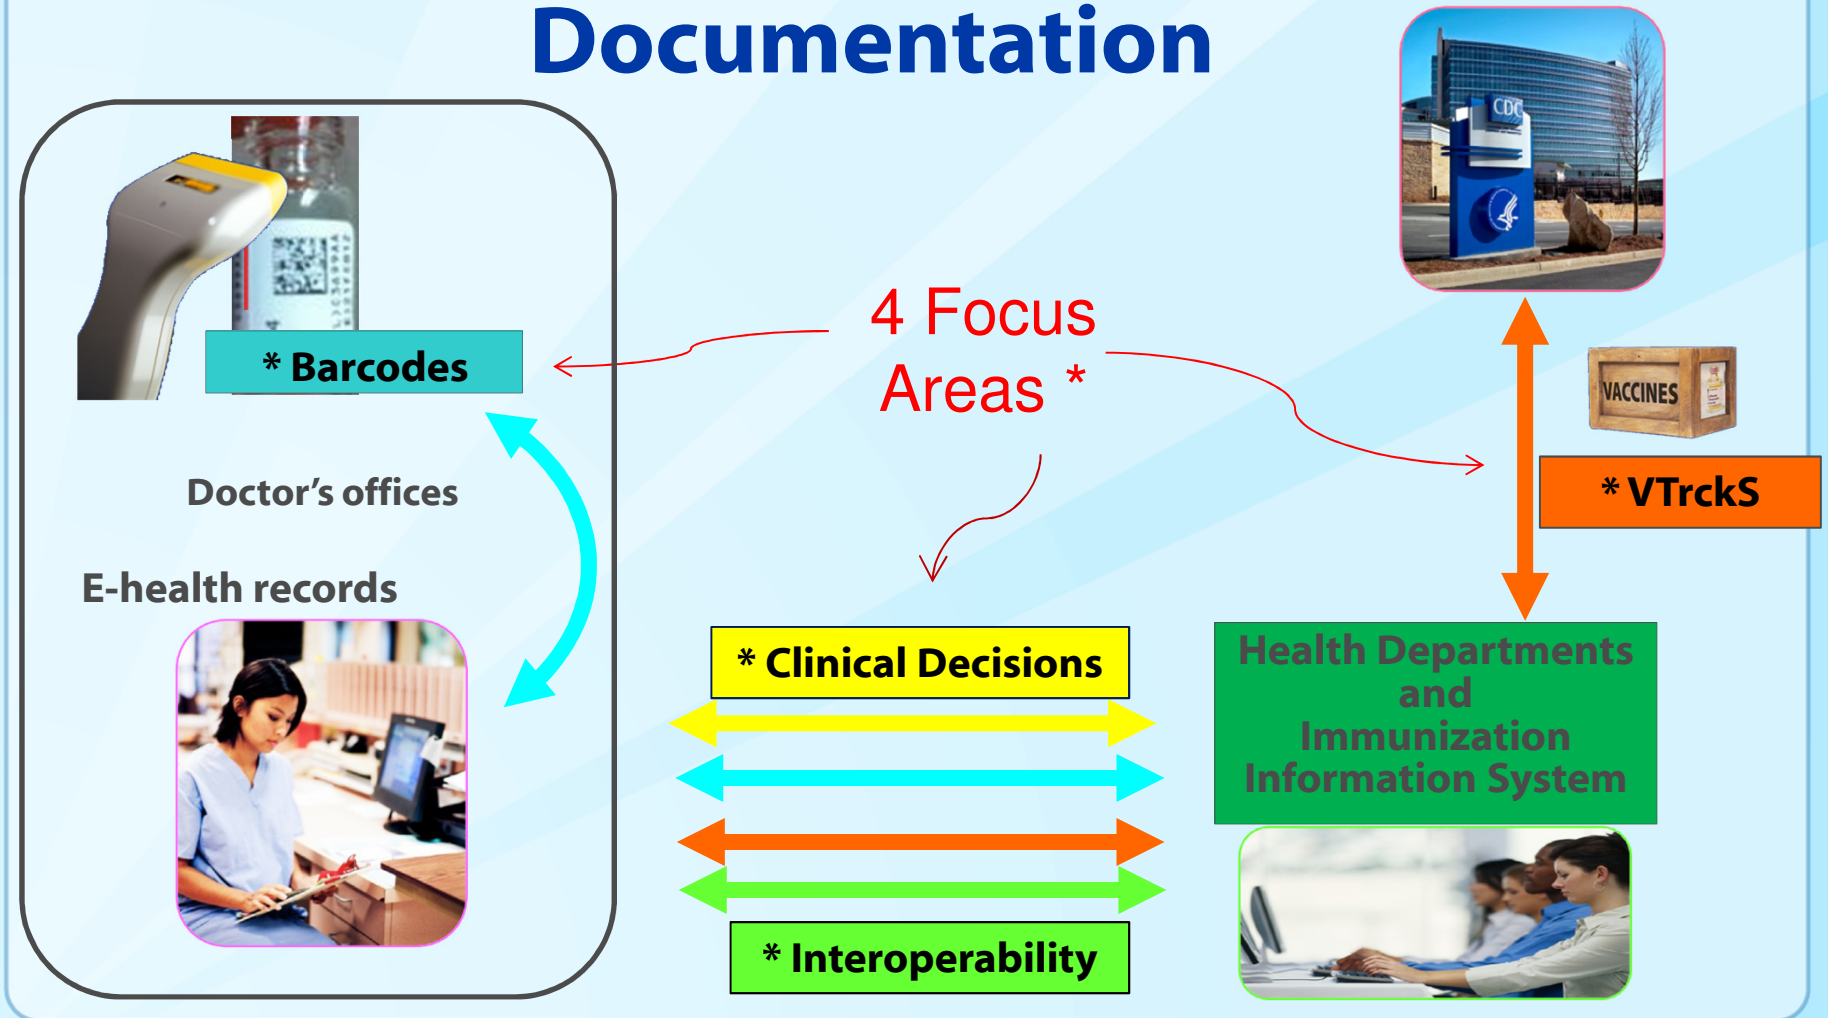 Documentation
CDC
* Barcodes
4 Focus
Areas *
VACCINES
* VTrckS
Doctor’s offices
E-health records
* Clinical Decisions
Health Departments
and
Immunization
Information System
* Interoperability